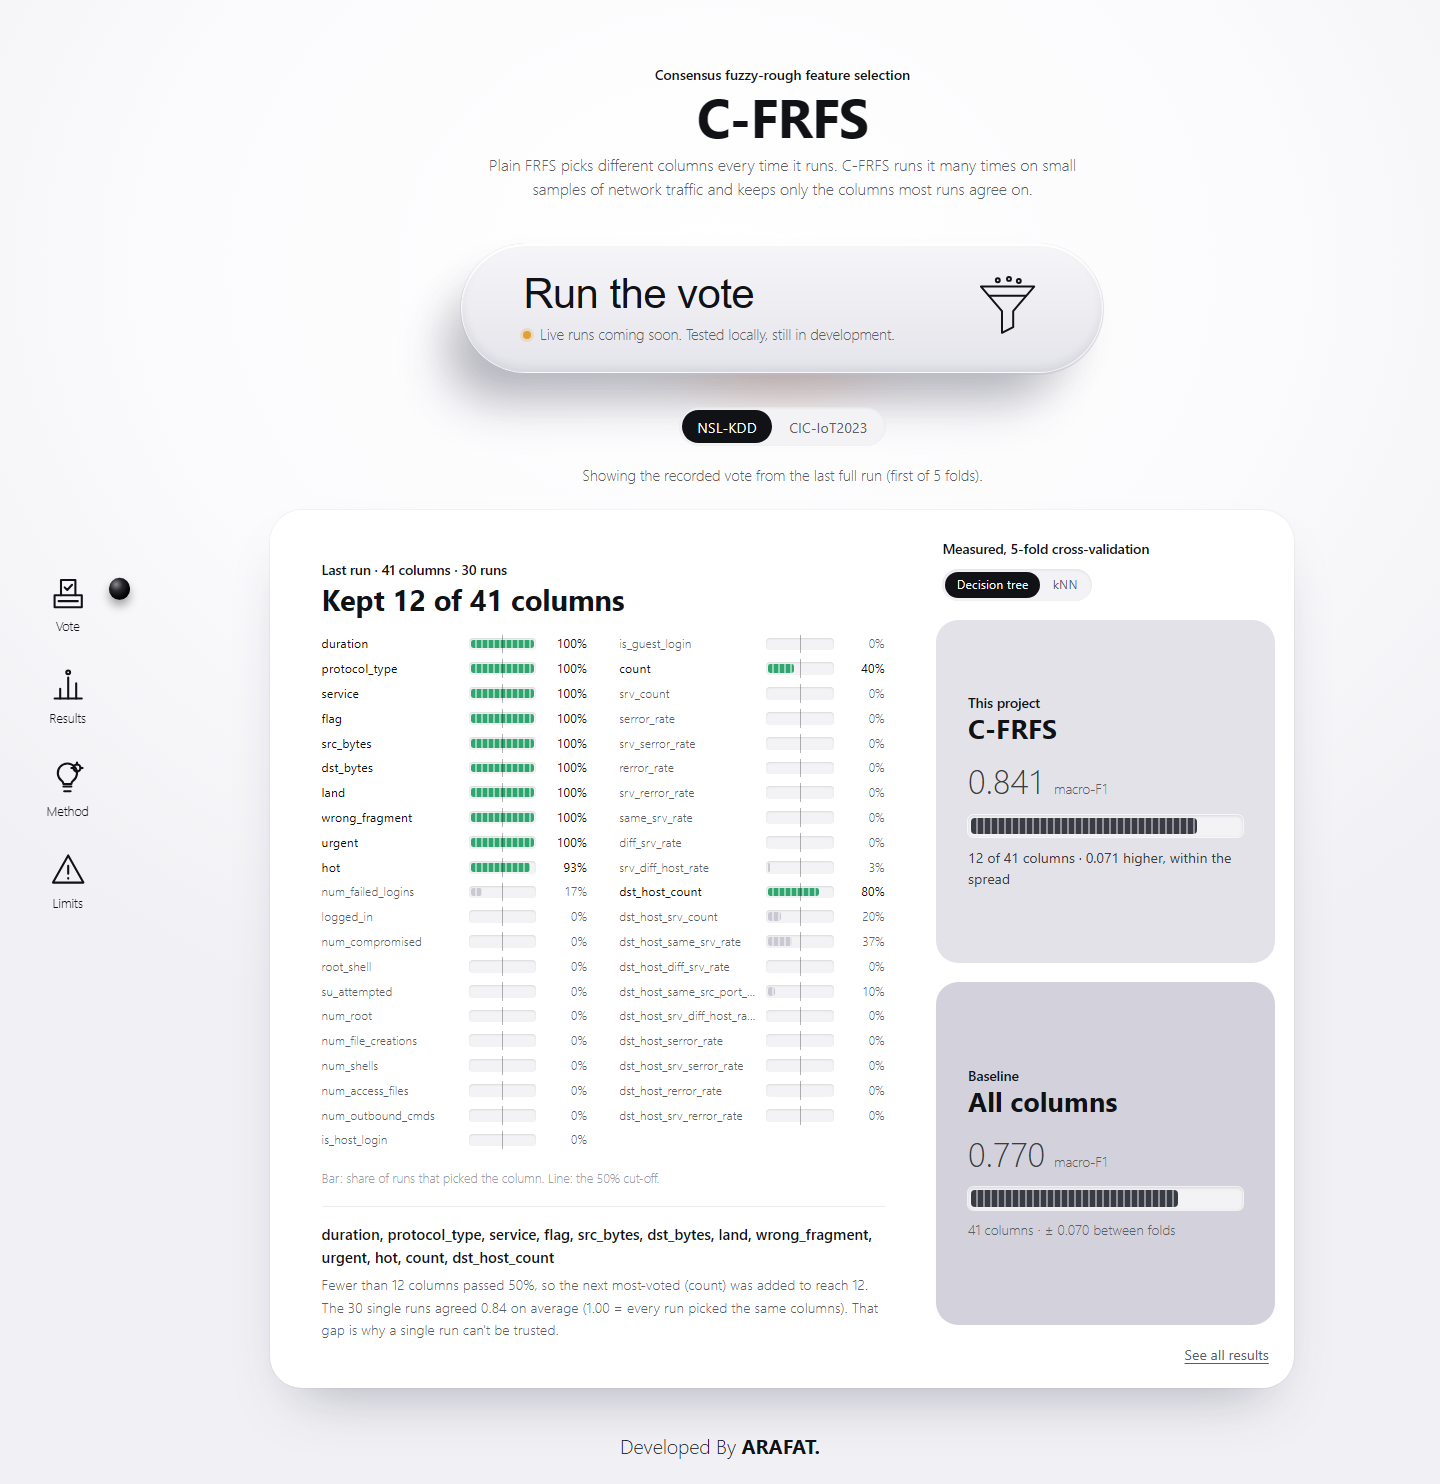 Consensus fuzzy-rough feature selection
C-FRFS
Plain FRFS picks different columns every time it runs. C-FRFS runs it many times on small
samples of network traffic and keeps only the columns most runs agree on.
Run the vote
Live runs coming soon. Tested locally, still in development.
NSL-KDD CIC-IoT2023
Showing the recorded vote from the last full run (first of 5 folds).
Vote
Results
Method
Limits
Last run · 41 columns · 30 runs
Kept 12 of 41 columns
duration 100%
protocol_type 100%
service 100%
flag 100%
src_bytes 100%
dst_bytes 100%
land 100%
wrong_fragment 100%
urgent 100%
hot 93%
num_failed_logins 17%
logged_in 0%
num_compromised 0%
root_shell 0%
su_attempted 0%
num_root 0%
num_file_creations 0%
num_shells 0%
num_access_files 0%
num_outbound_cmds 0%
is_host_login 0%
is_guest_login 0%
count 40%
srv_count 0%
serror_rate 0%
srv_serror_rate 0%
rerror_rate 0%
srv_rerror_rate 0%
same_srv_rate 0%
diff_srv_rate 0%
srv_diff_host_rate 3%
dst_host_count 80%
dst_host_srv_count 20%
dst_host_same_srv_rate 37%
dst_host_diff_srv_rate 0%
dst_host_same_src_port_... 10%
dst_host_srv_diff_host_ra... 0%
dst_host_serror_rate 0%
dst_host_srv_serror_rate 0%
dst_host_rerror_rate 0%
dst_host_srv_rerror_rate 0%
Bar: share of runs that picked the column. Line: the 50% cut-off.
duration, protocol_type, service, flag, src_bytes, dst_bytes, land, wrong_fragment,
urgent, hot, count, dst_host_count
Fewer than 12 columns passed 50%, so the next most-voted (count) was added to reach 12.
The 30 single runs agreed 0.84 on average (1.00 = every run picked the same columns). That
gap is why a single run can't be trusted.
Measured, 5-fold cross-validation
Decision tree kNN
This project
C-FRFS
0.841 macro-F1
12 of 41 columns · 0.071 higher, within the
spread
Baseline
All columns
0.770 macro-F1
41 columns · ± 0.070 between folds
See all results
Developed By ARAFAT.